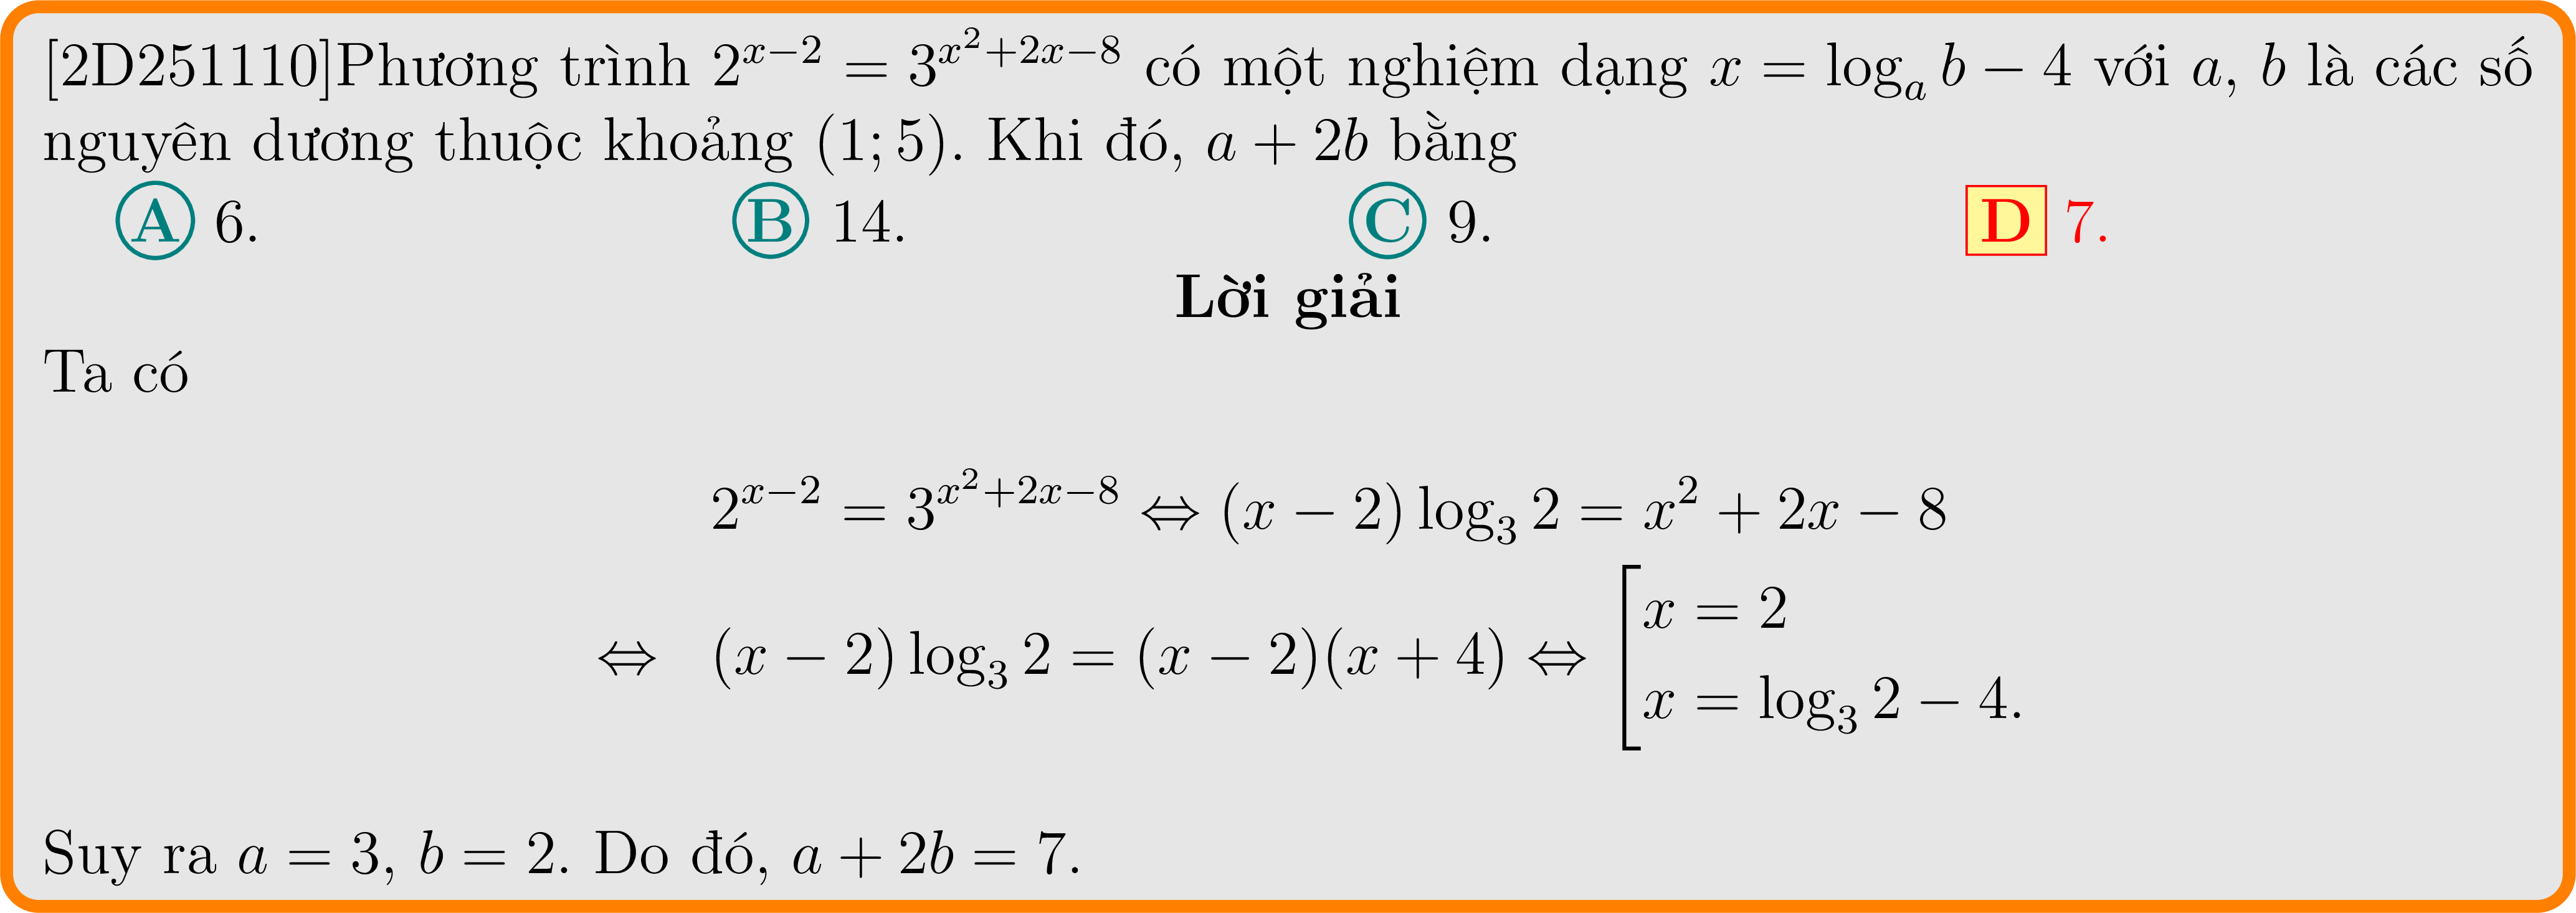 [2D251110]Phương trình $2^{x-2} = 3^{x^2+2x-8}$ có một nghiệm dạng $x = \log_a b - 4$ với $a$, $b$ là các số
nguyên dương thuộc khoảng $(1; 5)$. Khi đó, $a + 2b$ bằng
A 6. B 14. C 9. D 7.
Lời giải
Ta có
$2^{x-2} = 3^{x^2+2x-8} \Leftrightarrow (x - 2)\log_3 2 = x^2 + 2x - 8$
$\Leftrightarrow (x - 2)\log_3 2 = (x - 2)(x + 4) \Leftrightarrow \left[\begin{array}{l} x = 2 \\ x = \log_3 2 - 4. \end{array}\right.$
Suy ra $a = 3$, $b = 2$. Do đó, $a + 2b = 7$.